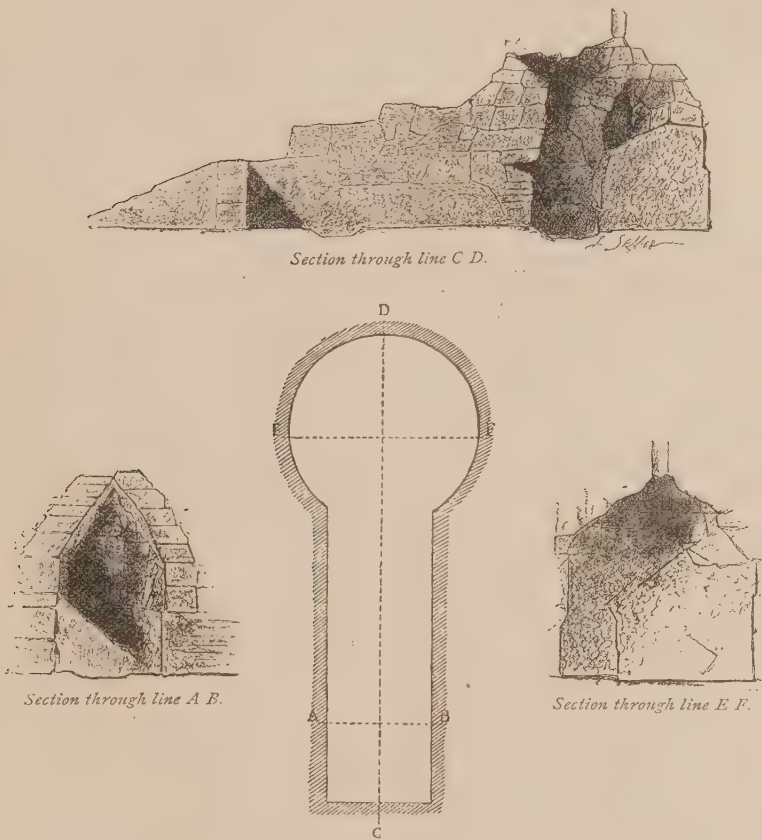 Section through line C D.
D
E
F
Section through line A B.
Section through line E F.
A
B
C